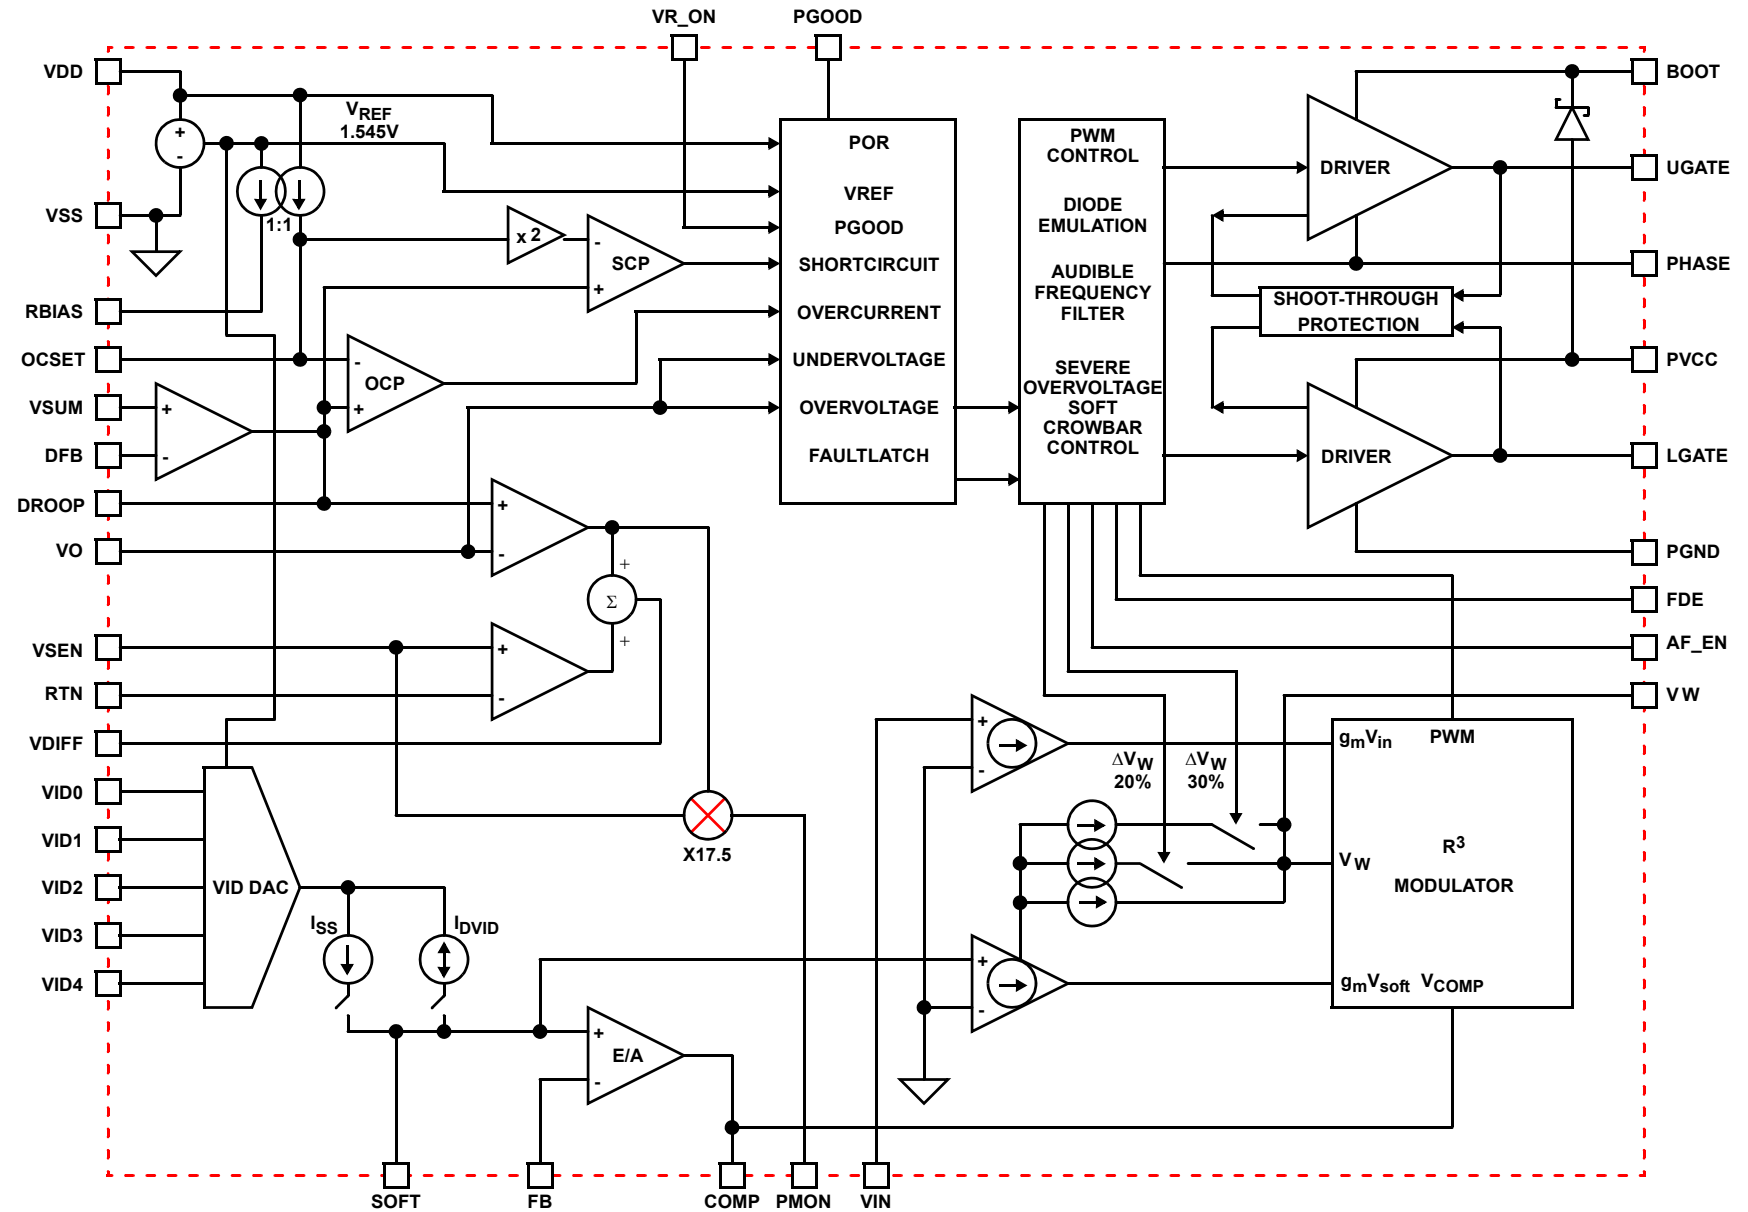 VR_ON
PGOOD
VDD
VSS
RBIAS
OCSET
VSUM
DFB
DROOP
VO
VSEN
RTN
VDIFF
VID0
VID1
VID2
VID3
VID4
+
-
VREF
1.545V
1:1
x 2
-
SCP
+
-
OCP
+
+
-
+
-
+
Σ
+
+
-
X17.5
VID DAC
ISS
IDVID
+
E/A
-
POR
VREF
PGOOD
SHORTCIRCUIT
OVERCURRENT
UNDERVOLTAGE
OVERVOLTAGE
FAULTLATCH
PWM
CONTROL
DIODE
EMULATION
AUDIBLE
FREQUENCY
FILTER
SEVERE
OVERVOLTAGE
SOFT
CROWBAR
CONTROL
DRIVER
SHOOT-THROUGH
PROTECTION
DRIVER
+
-
ΔVW
20%
ΔVW
30%
+
-
gmVin
PWM
VW
R3
MODULATOR
gmVsoft
VCOMP
BOOT
UGATE
PHASE
PVCC
LGATE
PGND
FDE
AF_EN
VW
SOFT
FB
COMP
PMON
VIN